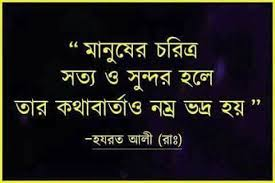 “ মানুষের চরিত্র
সত্য ও সুন্দর হলে
তার কথাবার্তাও নম্র ভদ্র হয় ”
–হযরত আলী (রাঃ)